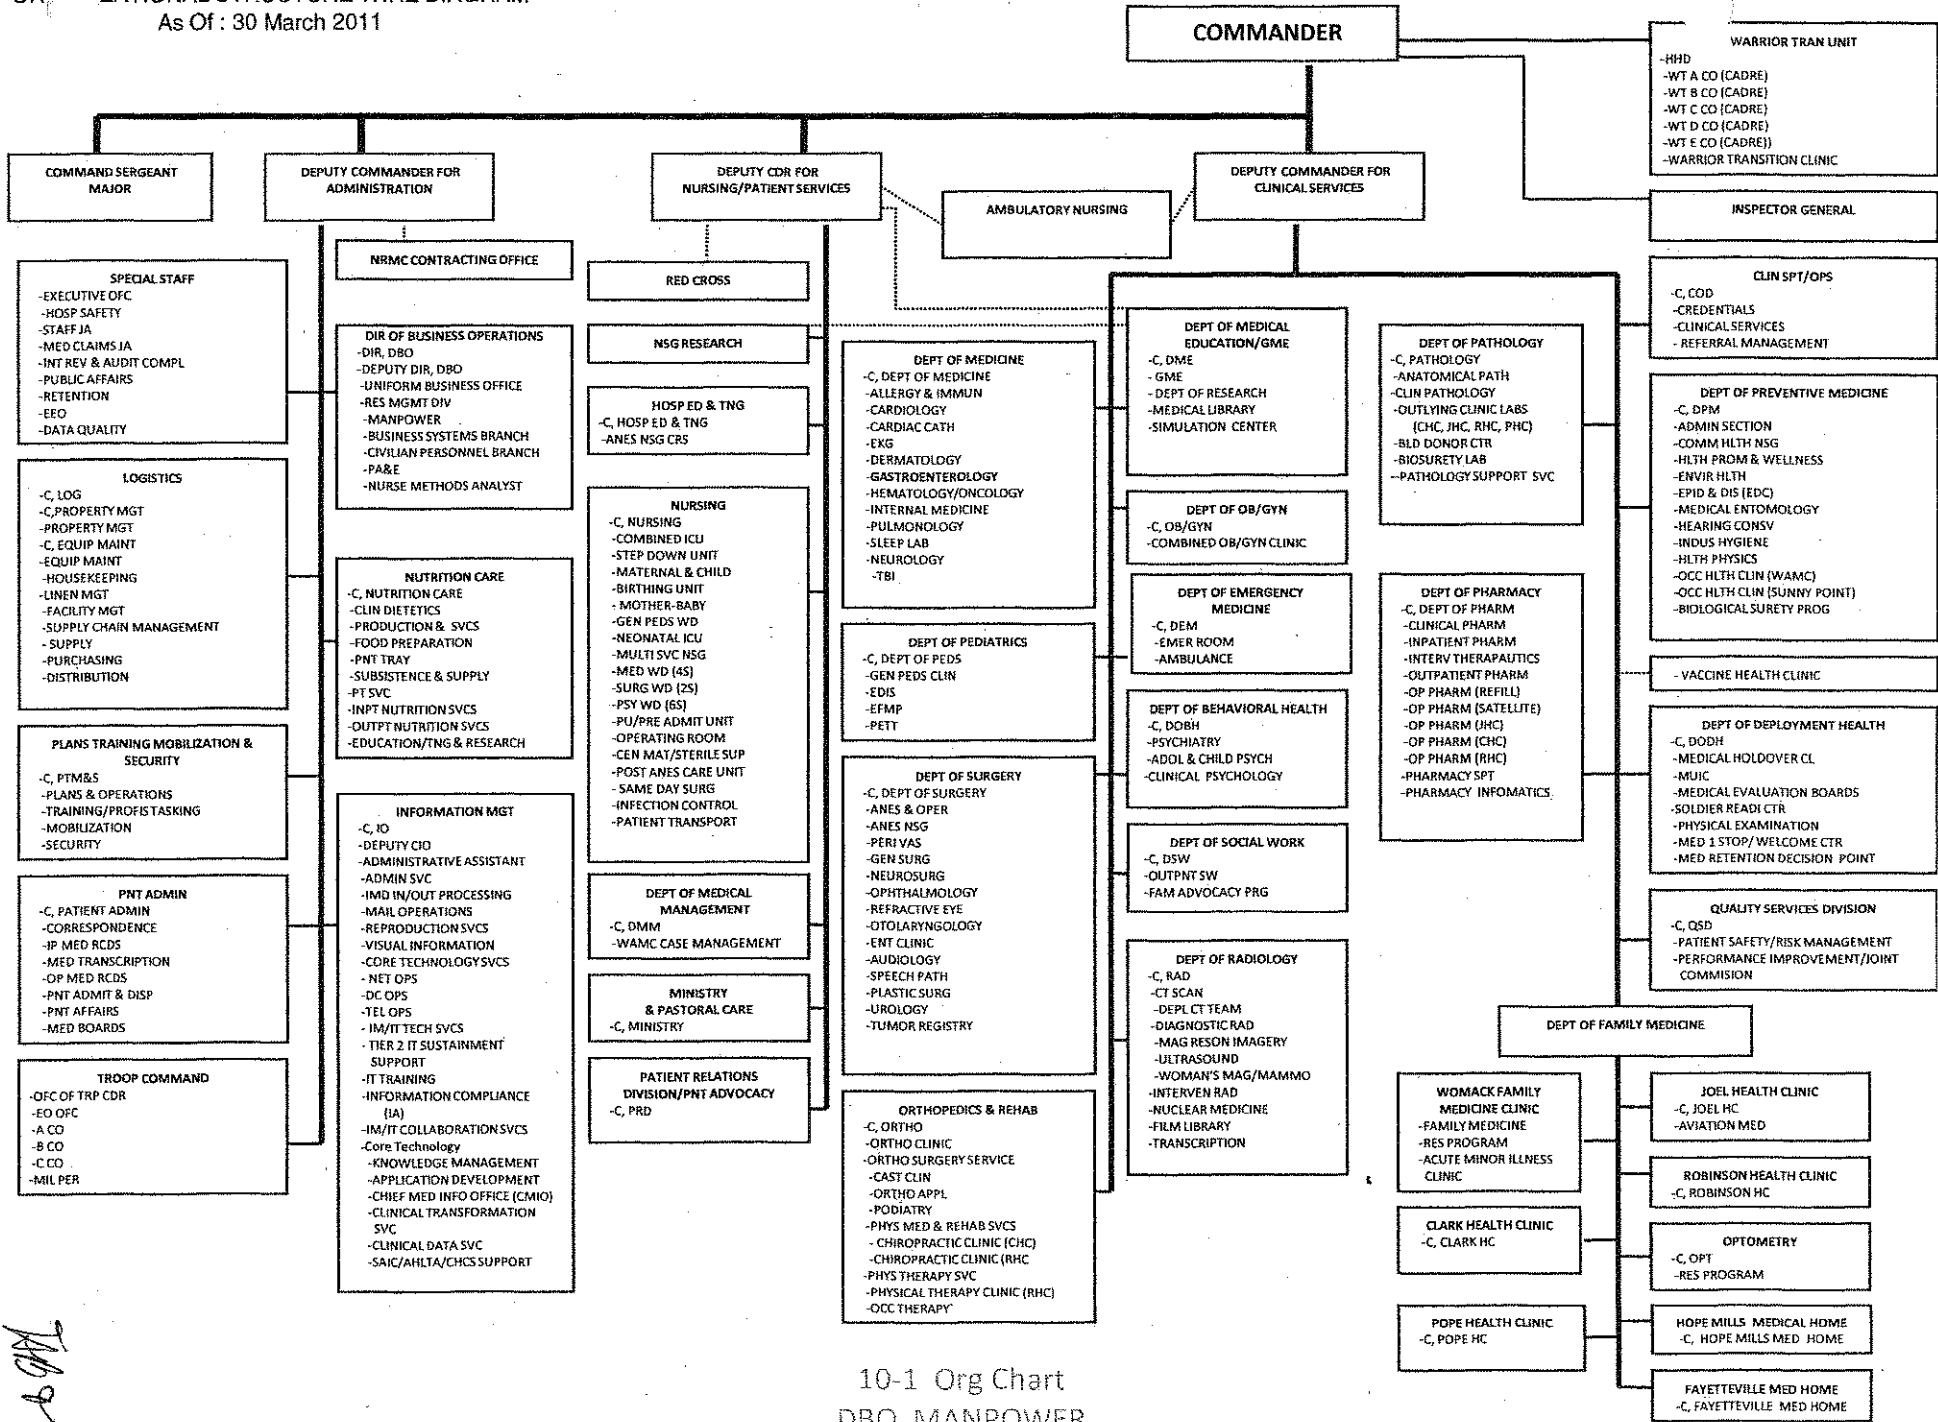 As Of : 30 March 2011
COMMANDER
WARRIOR TRAN UNIT
-HHD
-WT A CO (CADRE)
-WT B CO (CADRE)
-WT C CO (CADRE)
-WT D CO (CADRE)
-WT E CO (CADRE))
-WARRIOR TRANSITION CLINIC
COMMAND SERGEANT
MAJOR
DEPUTY COMMANDER FOR
ADMINISTRATION
DEPUTY CDR FOR
NURSING/PATIENT SERVICES
DEPUTY COMMANDER FOR
CLINICAL SERVICES
AMBULATORY NURSING
INSPECTOR GENERAL
SPECIAL STAFF
-EXECUTIVE OFC
-HOSP SAFETY
-STAFF JA
-MED CLAIMS JA
-INT REV & AUDIT COMPL
-PUBLIC AFFAIRS
-RETENTION
-EEO
-DATA QUALITY
LOGISTICS
-C, LOG
-C,PROPERTY MGT
-PROPERTY MGT
-C, EQUIP MAINT
-EQUIP MAINT
-HOUSEKEEPING
-LINEN MGT
-FACILITY MGT
-SUPPLY CHAIN MANAGEMENT
- SUPPLY
-PURCHASING
-DISTRIBUTION
PLANS TRAINING MOBILIZATION &
SECURITY
-C, PTM&S
-PLANS & OPERATIONS
-TRAINING/PROFIS TASKING
-MOBILIZATION
-SECURITY
PNT ADMIN
-C, PATIENT ADMIN
-CORRESPONDENCE
-IP MED RCDS
-MED TRANSCRIPTION
-OP MED RCDS
-PNT ADMIT & DISP
-PNT AFFAIRS
-MED BOARDS
TROOP COMMAND
-OFC OF TRP CDR
-EO OFC
-A CO
-B CO
-C CO
-MIL PER
NRMC CONTRACTING OFFICE
DIR OF BUSINESS OPERATIONS
-DIR, DBO
-DEPUTY DIR, DBO
-UNIFORM BUSINESS OFFICE
-RES MGMT DIV
-MANPOWER
-BUSINESS SYSTEMS BRANCH
-CIVILIAN PERSONNEL BRANCH
-PA&E
-NURSE METHODS ANALYST
NUTRITION CARE
-C, NUTRITION CARE
-CLIN DIETETICS
-PRODUCTION & SVCS
-FOOD PREPARATION
-PNT TRAY
-SUBSISTENCE & SUPPLY
-PT SVC
-INPT NUTRITION SVCS
-OUTPT NUTRITION SVCS
-EDUCATION/TNG & RESEARCH
INFORMATION MGT
-C, IO
-DEPUTY CIO
-ADMINISTRATIVE ASSISTANT
-ADMIN SVC
-IMD IN/OUT PROCESSING
-MAIL OPERATIONS
-REPRODUCTION SVCS
-VISUAL INFORMATION
-CORE TECHNOLOGY SVCS
- NET OPS
-DC OPS
-TEL OPS
- IM/IT TECH SVCS
- TIER 2 IT SUSTAINMENT
SUPPORT
-IT TRAINING
-INFORMATION COMPLIANCE
(IA)
-IM/IT COLLABORATION SVCS
-Core Technology
-KNOWLEDGE MANAGEMENT
-APPLICATION DEVELOPMENT
-CHIEF MED INFO OFFICE (CMIO)
-CLINICAL TRANSFORMATION
SVC
-CLINICAL DATA SVC
-SAIC/AHLTA/CHCS SUPPORT
RED CROSS
NSG RESEARCH
HOSP ED & TNG
-C, HOSP ED & TNG
-ANES NSG CRS
NURSING
-C, NURSING
-COMBINED ICU
-STEP DOWN UNIT
-MATERNAL & CHILD
-BIRTHING UNIT
- MOTHER-BABY
-GEN PEDS WD
-NEONATAL ICU
-MULTI SVC NSG
-MED WD (4S)
-SURG WD (2S)
-PSY WD (6S)
-PU/PRE ADMIT UNIT
-OPERATING ROOM
-CEN MAT/STERILE SUP
-POST ANES CARE UNIT
- SAME DAY SURG
-INFECTION CONTROL
-PATIENT TRANSPORT
DEPT OF MEDICAL
MANAGEMENT
-C, DMM
-WAMC CASE MANAGEMENT
MINISTRY
& PASTORAL CARE
-C, MINISTRY
PATIENT RELATIONS
DIVISION/PNT ADVOCACY
-C, PRD
DEPT OF MEDICINE
-C, DEPT OF MEDICINE
-ALLERGY & IMMUN
-CARDIOLOGY
-CARDIAC CATH
-EKG
-DERMATOLOGY
-GASTROENTEROLOGY
-HEMATOLOGY/ONCOLOGY
-INTERNAL MEDICINE
-PULMONOLOGY
-SLEEP LAB
-NEUROLOGY
-TBI
DEPT OF PEDIATRICS
-C, DEPT OF PEDS
-GEN PEDS CLIN
-EDIS
-EFMP
-PETT
DEPT OF SURGERY
-C, DEPT OF SURGERY
-ANES & OPER
-ANES NSG
-PERI VAS
-GEN SURG
-NEUROSURG
-OPHTHALMOLOGY
-REFRACTIVE EYE
-OTOLARYNGOLOGY
-ENT CLINIC
-AUDIOLOGY
-SPEECH PATH
-PLASTIC SURG
-UROLOGY
-TUMOR REGISTRY
ORTHOPEDICS & REHAB
-C, ORTHO
-ORTHO CLINIC
-ORTHO SURGERY SERVICE
-CAST CLIN
-ORTHO APPL
-PODIATRY
-PHYS MED & REHAB SVCS
- CHIROPRACTIC CLINIC (CHC)
-CHIROPRACTIC CLINIC (RHC
-PHYS THERAPY SVC
-PHYSICAL THERAPY CLINIC (RHC)
-OCC THERAPY
DEPT OF MEDICAL
EDUCATION/GME
-C, DME
- GME
- DEPT OF RESEARCH
-MEDICAL LIBRARY
-SIMULATION CENTER
DEPT OF OB/GYN
-C, OB/GYN
-COMBINED OB/GYN CLINIC
DEPT OF EMERGENCY
MEDICINE
-C, DEM
-EMER ROOM
-AMBULANCE
DEPT OF BEHAVIORAL HEALTH
-C, DOBH
-PSYCHIATRY
-ADOL & CHILD PSYCH
-CLINICAL PSYCHOLOGY
DEPT OF SOCIAL WORK
-C, DSW
-OUTPNT SW
-FAM ADVOCACY PRG
DEPT OF RADIOLOGY
-C, RAD
-CT SCAN
-DEPL CT TEAM
-DIAGNOSTIC RAD
-MAG RESON IMAGERY
-ULTRASOUND
-WOMAN'S MAG/MAMMO
-INTERVEN RAD
-NUCLEAR MEDICINE
-FILM LIBRARY
-TRANSCRIPTION
DEPT OF PATHOLOGY
-C, PATHOLOGY
-ANATOMICAL PATH
-CLIN PATHOLOGY
-OUTLYING CLINIC LABS
(CHC, JHC, RHC, PHC)
-BLD DONOR CTR
-BIOSURETY LAB
--PATHOLOGY SUPPORT SVC
DEPT OF PHARMACY
-C, DEPT OF PHARM
-CLINICAL PHARM
-INPATIENT PHARM
-INTERV THERAPAUTICS
-OUTPATIENT PHARM
-OP PHARM (REFILL)
-OP PHARM (SATELLITE)
-OP PHARM (JHC)
-OP PHARM (CHC)
-OP PHARM (RHC)
-PHARMACY SPT
-PHARMACY INFOMATICS
CLIN SPT/OPS
-C, COD
-CREDENTIALS
-CLINICAL SERVICES
- REFERRAL MANAGEMENT
DEPT OF PREVENTIVE MEDICINE
-C, DPM
-ADMIN SECTION
-COMM HLTH NSG
-HLTH PROM & WELLNESS
-ENVIR HLTH
-EPID & DIS (EDC)
-MEDICAL ENTOMOLOGY
-HEARING CONSV
-INDUS HYGIENE
-HLTH PHYSICS
-OCC HLTH CLIN (WAMC)
-OCC HLTH CLIN (SUNNY POINT)
-BIOLOGICAL SURETY PROG
- VACCINE HEALTH CLINIC
DEPT OF DEPLOYMENT HEALTH
-C, DODH
-MEDICAL HOLDOVER CL
-MUIC
-MEDICAL EVALUATION BOARDS
-SOLDIER READI CTR
-PHYSICAL EXAMINATION
-MED 1 STOP/ WELCOME CTR
-MED RETENTION DECISION POINT
QUALITY SERVICES DIVISION
-C, QSD
-PATIENT SAFETY/RISK MANAGEMENT
-PERFORMANCE IMPROVEMENT/JOINT
COMMISION
DEPT OF FAMILY MEDICINE
WOMACK FAMILY
MEDICINE CLINIC
-FAMILY MEDICINE
-RES PROGRAM
-ACUTE MINOR ILLNESS
CLINIC
CLARK HEALTH CLINIC
-C, CLARK HC
POPE HEALTH CLINIC
-C, POPE HC
JOEL HEALTH CLINIC
-C, JOEL HC
-AVIATION MED
ROBINSON HEALTH CLINIC
-C, ROBINSON HC
OPTOMETRY
-C, OPT
-RES PROGRAM
HOPE MILLS MEDICAL HOME
-C, HOPE MILLS MED HOME
FAYETTEVILLE MED HOME
-C, FAYETTEVILLE MED HOME
10-1 Org Chart
DBO, MANPOWER